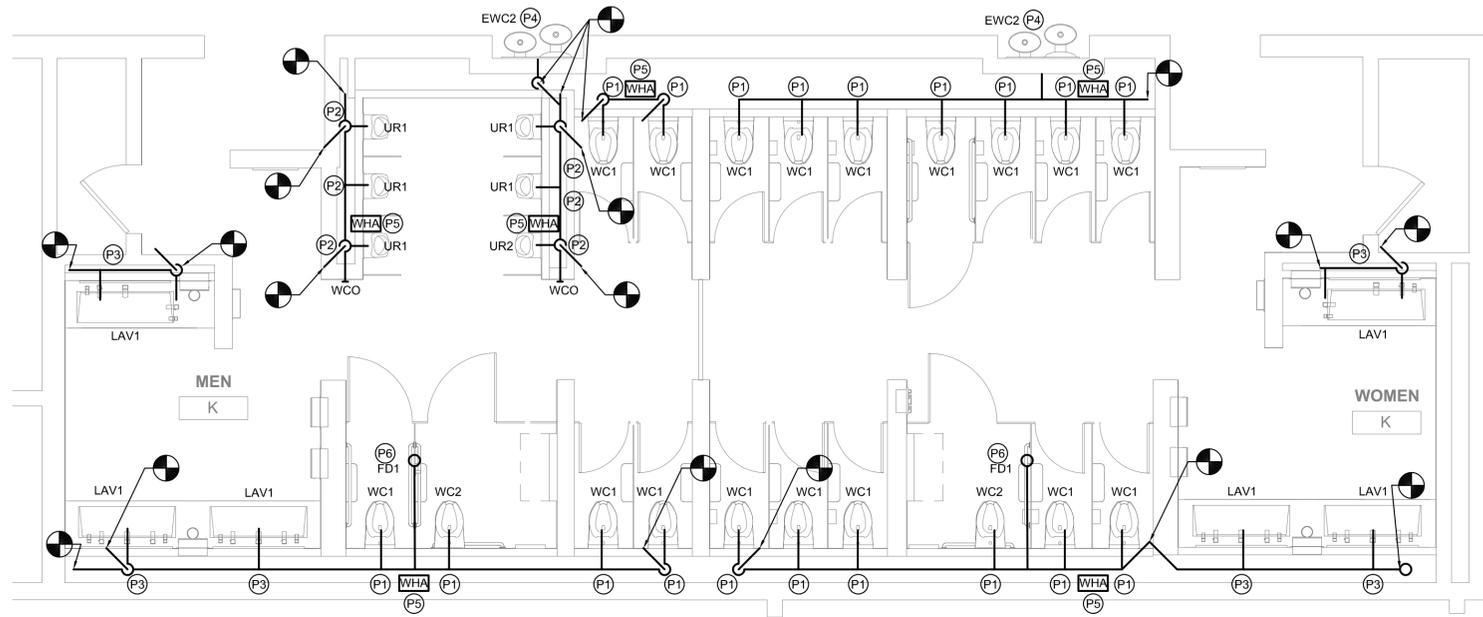 EWC2 P4
EWC2 P4
P5
P5
P1 WHA P1 P1 P1 P1 P1 P1 P1 WHA P1
P2
UR1 UR1
WC1 WC1 WC1 WC1 WC1 WC1 WC1 WC1 WC1
P2
P2 UR1 UR1
P2
WHA P5 P5 WHA
P2 UR1 UR2 P2
P3 P3
WCO WCO
LAV1 LAV1
MEN
K
WOMEN
K
P6
FD1
P6
FD1
LAV1 LAV1 WC1 WC2 WC1 WC1 WC1 WC1 WC1 WC2 WC1 WC1 LAV1 LAV1
P3 P3 P1 WHA P1 P1 P1 P1 P1 P1 P1 P1 WHA P1 P3 P3
P5 P5